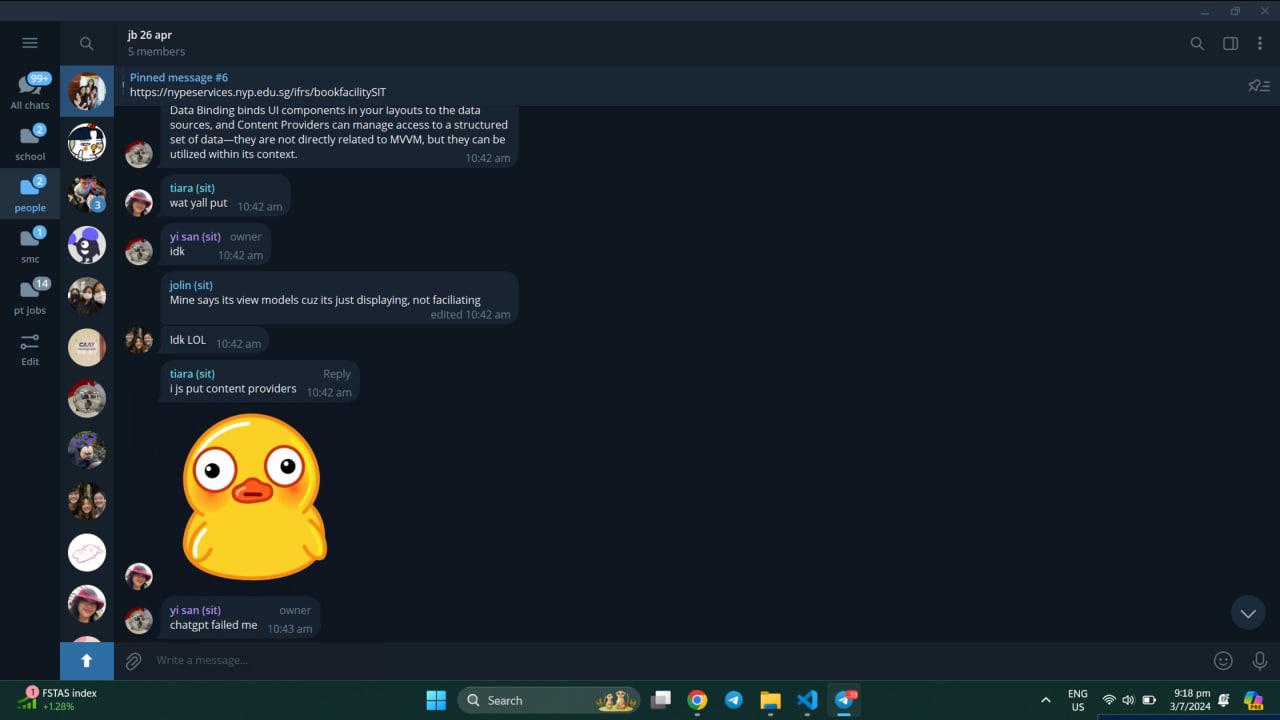 jb 26 apr
5 members
Pinned message #6
https://nypeservices.nyp.edu.sg/ifrs/bookfacilitySIT
99+
All chats
2
school
2
people
1
smc
14
pt jobs
Edit
3
Data Binding binds UI components in your layouts to the data
sources, and Content Providers can manage access to a structured
set of data—they are not directly related to MVVM, but they can be
utilized within its context.
10:42 am
tiara (sit)
wat yall put 10:42 am
yi san (sit) owner
idk 10:42 am
jolin (sit)
Mine says its view models cuz its just displaying, not faciliating
edited 10:42 am
Idk LOL 10:42 am
tiara (sit) Reply
i js put content providers 10:42 am
yi san (sit) owner
chatgpt failed me 10:43 am
Write a message...
1
FSTAS index
+1.28%
Search
39
ENG
US
9:18 pm
3/7/2024
PRE